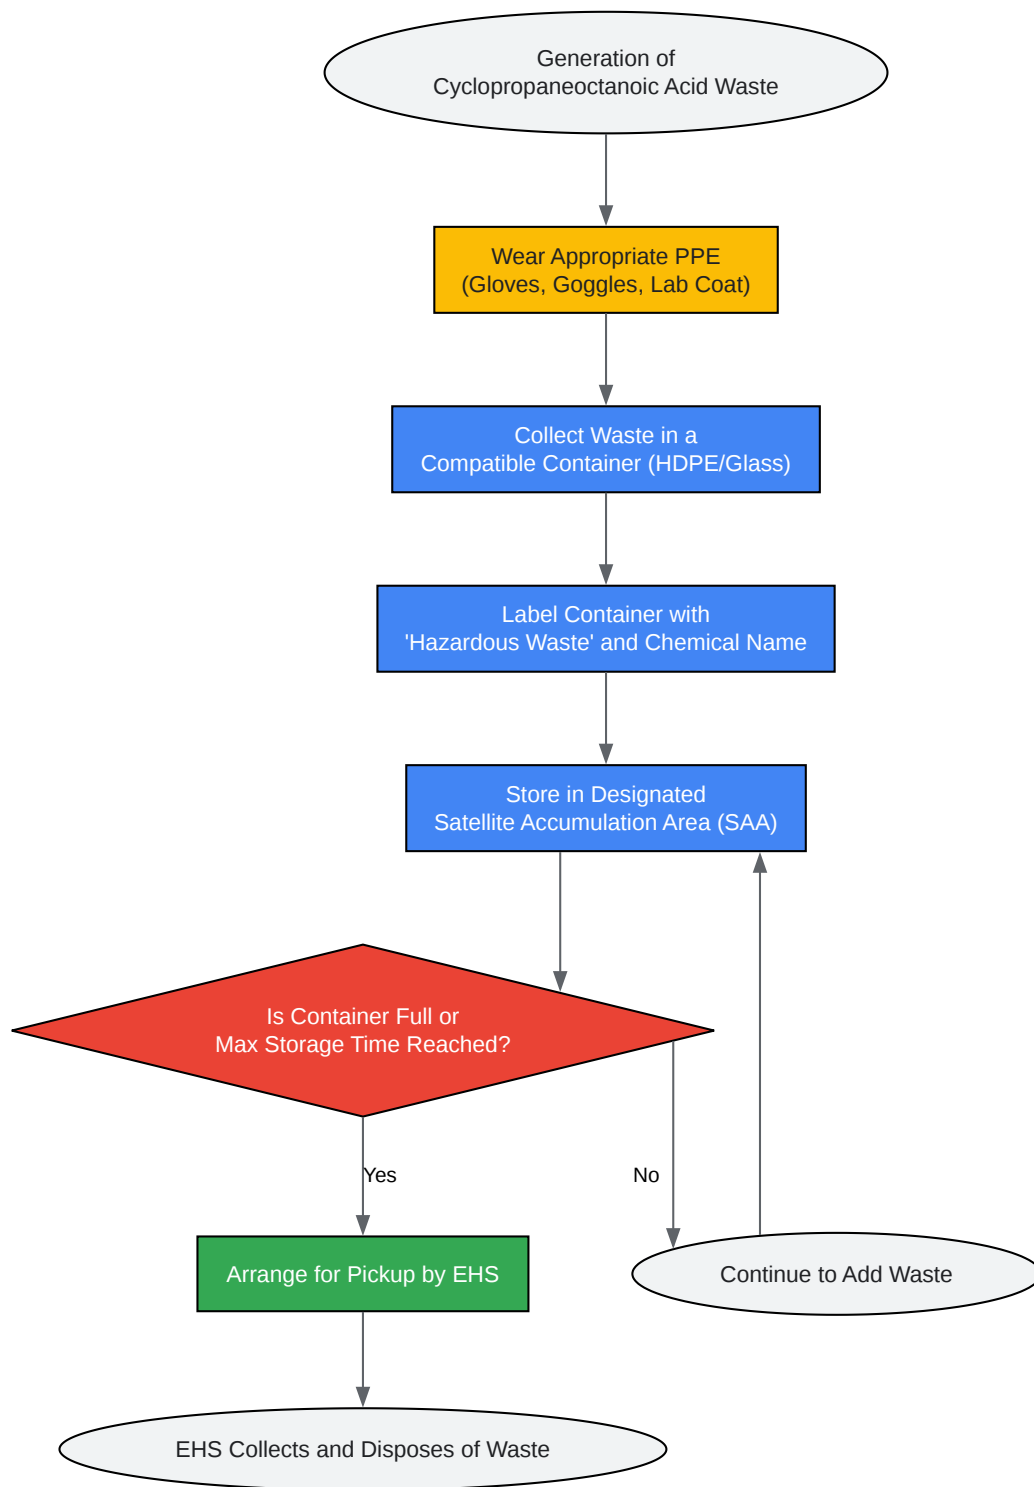 Generation of
Cyclopropaneoctanoic Acid Waste
Wear Appropriate PPE
(Gloves, Goggles, Lab Coat)
Collect Waste in a
Compatible Container (HDPE/Glass)
Label Container with
'Hazardous Waste' and Chemical Name
Store in Designated
Satellite Accumulation Area (SAA)
Is Container Full or
Max Storage Time Reached?
Yes
No
Arrange for Pickup by EHS
Continue to Add Waste
EHS Collects and Disposes of Waste